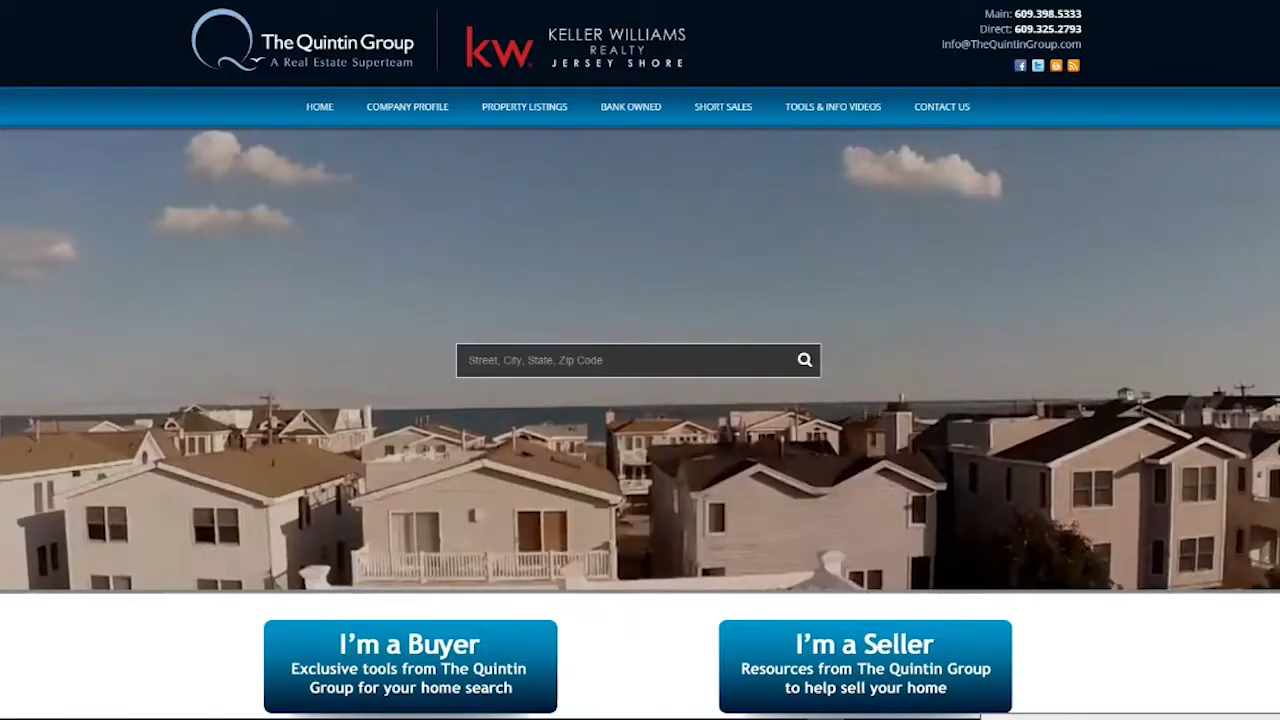 The Quintin Group
A Real Estate Superteam
kw
KELLER WILLIAMS
REALTY
JERSEY SHORE
Main: 609.398.5333
Direct: 609.325.2793
Info@TheQuintinGroup.com
HOME COMPANY PROFILE PROPERTY LISTINGS BANK OWNED SHORT SALES TOOLS & INFO VIDEOS CONTACT US
Street, City, State, Zip Code
I'm a Buyer
Exclusive tools from The Quintin
Group for your home search
I'm a Seller
Resources from The Quintin Group
to help sell your home